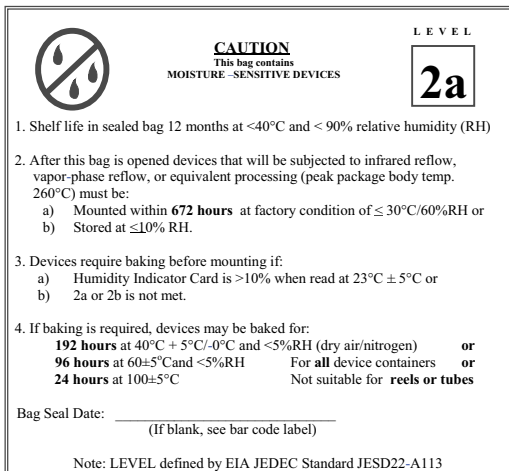 L E V E L
CAUTION
This bag contains
MOISTURE –SENSITIVE DEVICES
2a
1. Shelf life in sealed bag 12 months at <40°C and < 90% relative humidity (RH)
2. After this bag is opened devices that will be subjected to infrared reflow,
vapor-phase reflow, or equivalent processing (peak package body temp.
260°C) must be:
a) Mounted within 672 hours at factory condition of ≤ 30°C/60%RH or
b) Stored at ≤10% RH.
3. Devices require baking before mounting if:
a) Humidity Indicator Card is >10% when read at 23°C ± 5°C or
b) 2a or 2b is not met.
4. If baking is required, devices may be baked for:
192 hours at 40°C + 5°C/-0°C and <5%RH (dry air/nitrogen) or
96 hours at 60±5°Cand <5%RH For all device containers or
24 hours at 100±5°C Not suitable for reels or tubes
Bag Seal Date: ______________________________
(If blank, see bar code label)
Note: LEVEL defined by EIA JEDEC Standard JESD22-A113